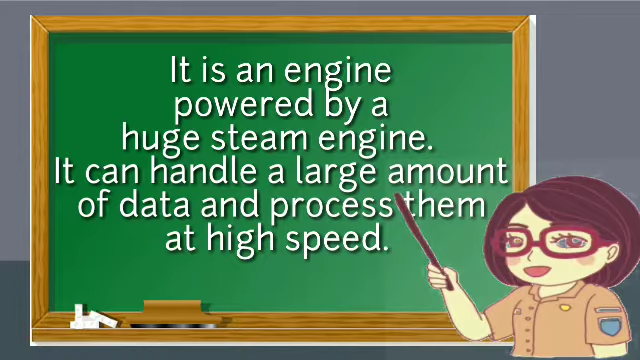 It is an engine
powered by a
huge steam engine.
It can handle a large amount
of data and process them
at high speed.